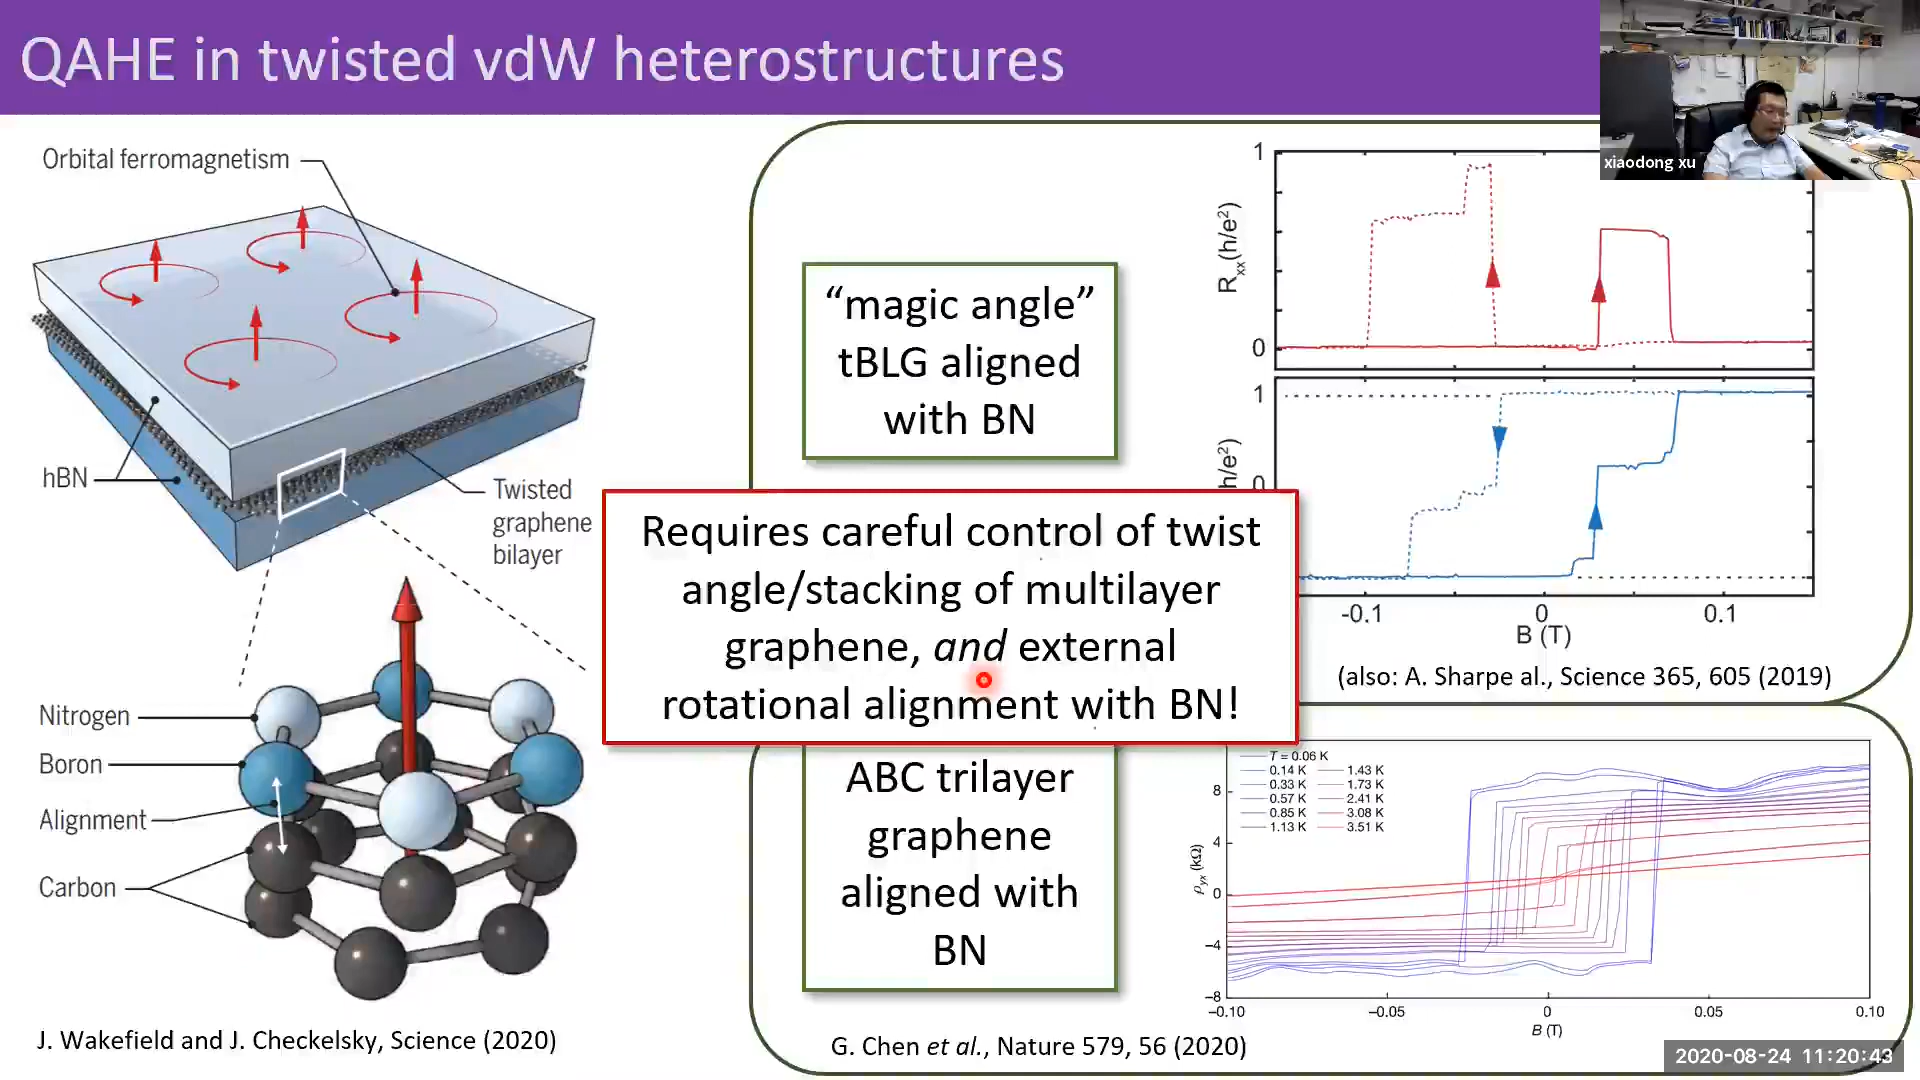 QAHE in twisted vdW heterostructures
xiaodong xu
Orbital ferromagnetism
hBN
Twisted
graphene
bilayer
Nitrogen
Boron
Alignment
Carbon
J. Wakefield and J. Checkelsky, Science (2020)
“magic angle”
tBLG aligned
with BN
Requires careful control of twist
angle/stacking of multilayer
graphene, and external
rotational alignment with BN!
ABC trilayer
graphene
aligned with
BN
G. Chen et al., Nature 579, 56 (2020)
1
Rxx(h/e²)
0
1
h/e²)
0
-0.1 0 0.1
B (T)
(also: A. Sharpe al., Science 365, 605 (2019)
T = 0.06 K
0.14 K 1.43 K
0.33 K 1.73 K
0.57 K 2.41 K
0.85 K 3.08 K
1.13 K 3.51 K
8
4
ρyx (kΩ)
0
−4
−8
−0.10 −0.05 0 0.05 0.10
B (T)
2020-08-24 11:20:43